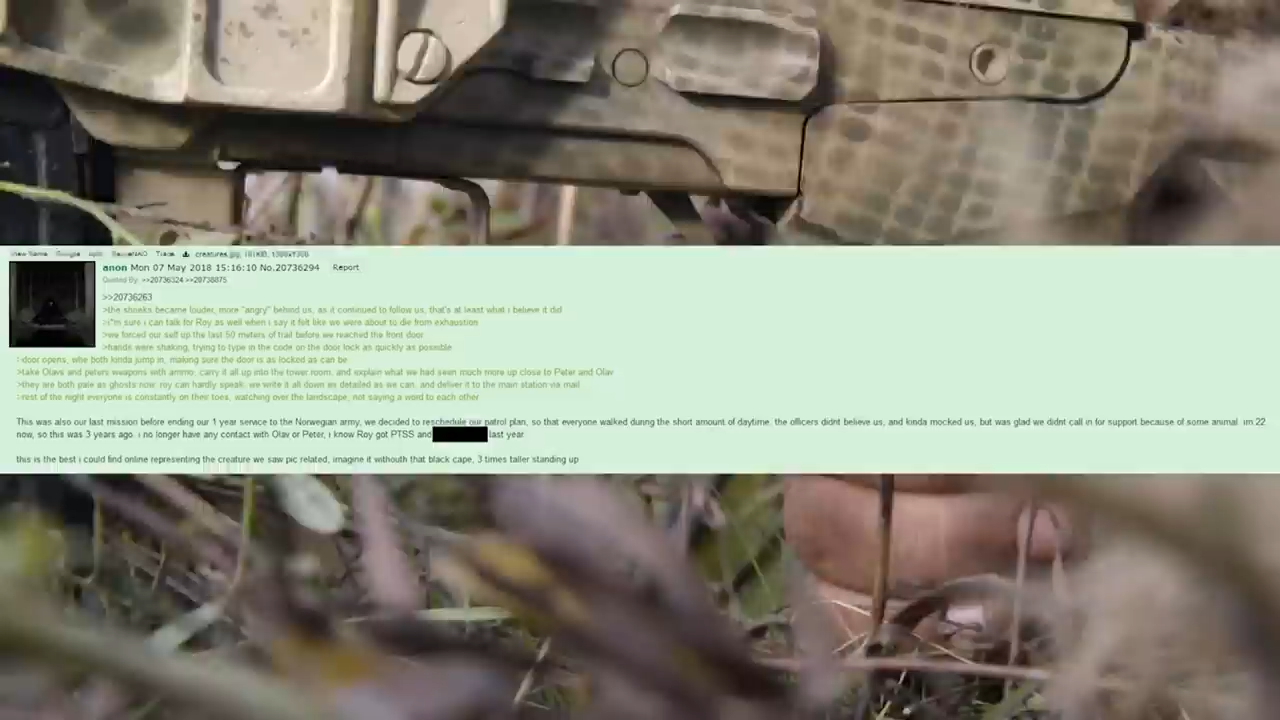 View Same Google iqdb SauceNAO Trace creatures.jpg,
anon Mon 07 May 2018 15:16:10 No.20736294 Report
Quoted By: >>20736324 >>20738875
>>20736263
>the shrieks became louder, more "angry" behind us, as it continued to follow us, that's at least what i believe it did
>i"m sure i can talk for Roy as well when i say it felt like we were about to die from exhaustion
>we forced our self up the last 50 meters of trail before we reached the front door
>hands were shaking, trying to type in the code on the door lock as quickly as possible
>door opens, whe both kinda jump in, making sure the door is as locked as can be
>take Olavs and peters weapons with ammo, carry it all up into the tower room, and explain what we had seen much more up close to Peter and Olav
>they are both pale as ghosts now. roy can hardly speak. we write it all down as detailed as we can, and deliver it to the main station via mail
>rest of the night everyone is constantly on their toes, watching over the landscape, not saying a word to each other
This was also our last mission before ending our 1 year service to the Norwegian army, we decided to reschedule our patrol plan, so that everyone walked during the short amount of daytime. the officers didnt believe us, and kinda mocked us, but was glad we didnt call in for support because of some animal. im 22
now, so this was 3 years ago. i no longer have any contact with Olav or Peter, i know Roy got PTSS and last year
this is the best i could find online representing the creature we saw pic related, imagine it withouth that black cape, 3 times taller standing up